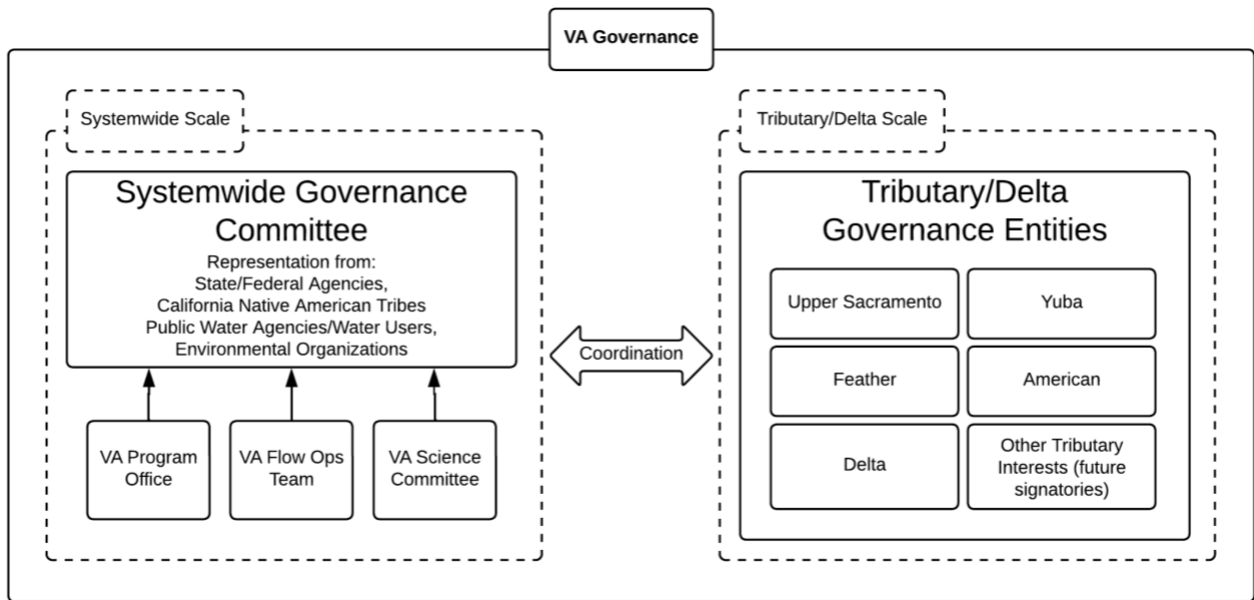 VA Governance
Systemwide Scale
Systemwide Governance
Committee
Representation from:
State/Federal Agencies,
California Native American Tribes
Public Water Agencies/Water Users,
Environmental Organizations
VA Program
Office
VA Flow Ops
Team
VA Science
Committee
Coordination
Tributary/Delta Scale
Tributary/Delta
Governance Entities
Upper Sacramento
Yuba
Feather
American
Delta
Other Tributary
Interests (future
signatories)